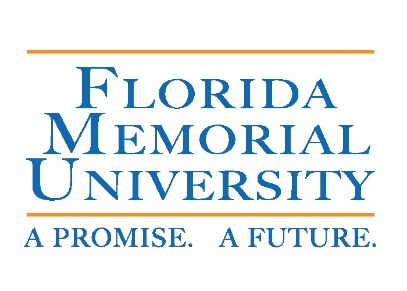 FLORIDA
MEMORIAL
UNIVERSITY
A PROMISE. A FUTURE.